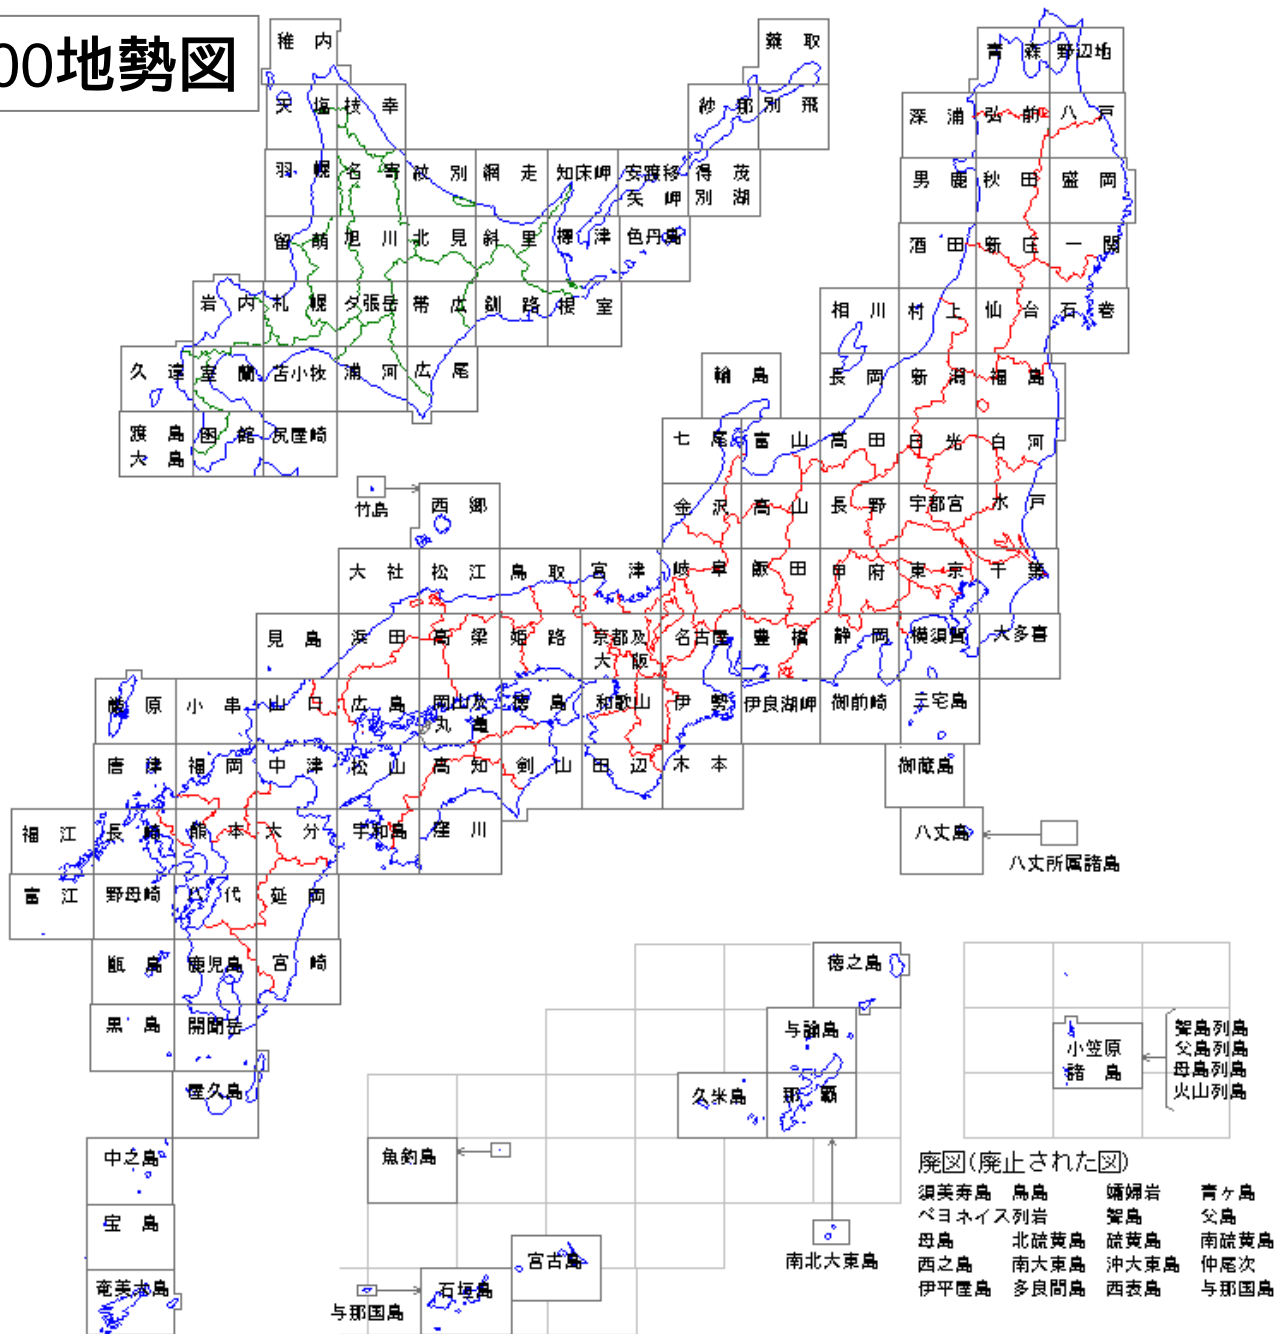 00地勢図
稚内
蘂取
天塩 枝幸
紗那 別飛
羽幌 名寄 紋別 網走 知床岬 安渡移矢岬 得茂別湖
留萌 旭川 北見 斜里 標津 色丹島
岩内 札幌 夕張岳 帯広 釧路 根室
久遠 室蘭 苫小牧 浦河 広尾
渡島大島 函館 尻屋崎
青森 野辺地
深浦 弘前 八戸
男鹿 秋田 盛岡
酒田 新庄 一関
相川 村上 仙台 石巻
輪島 長岡 新潟 福島
七尾 富山 高田 日光 白河
竹島 西郷 金沢 高山 長野 宇都宮 水戸
大社 松江 鳥取 宮津 岐阜 飯田 甲府 東京 千葉
見島 浜田 高梁 姫路 京都及大阪 名古屋 豊橋 静岡 横須賀 大多喜
厳原 小串 山口 広島 岡山及丸亀 徳島 和歌山 伊勢 伊良湖岬 御前崎 三宅島
唐津 福岡 中津 松山 高知 剣山 田辺 木本 御蔵島
福江 長崎 熊本 大分 宇和島 窪川 八丈島
八丈所属諸島
富江 野母崎 八代 延岡
甑島 鹿児島 宮崎
黒島 開聞岳
屋久島
中之島
宝島
奄美大島
徳之島
与論島
久米島 那覇
魚釣島
南北大東島
宮古島
与那国島 石垣島
小笠原諸島
聟島列島
父島列島
母島列島
火山列島
廃図(廃止された図)
須美寿島 鳥島 孀婦岩 青ヶ島
ベヨネイス列岩 聟島 父島
母島 北硫黄島 硫黄島 南硫黄島
西之島 南大東島 沖大東島 仲尾次
伊平屋島 多良間島 西表島 与那国島